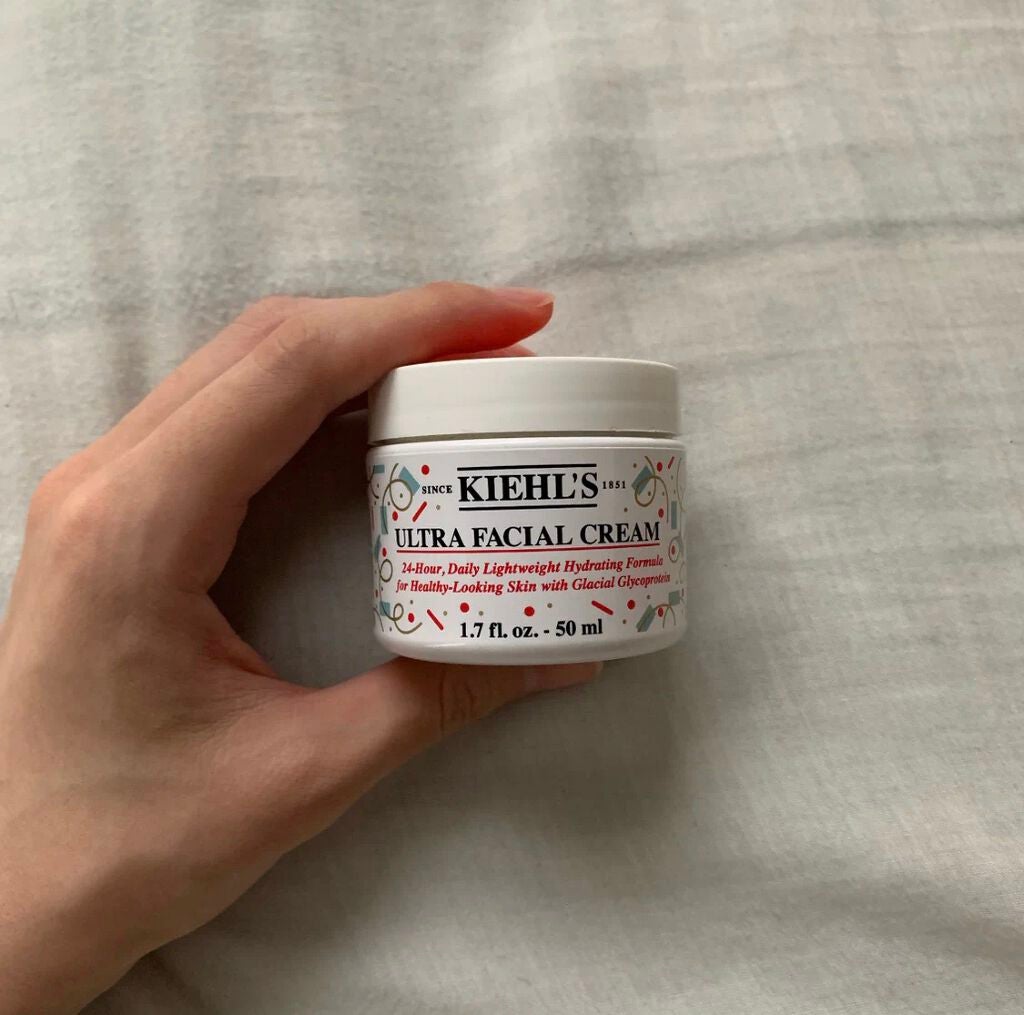 SINCE KIEHL'S 1851
ULTRA FACIAL CREAM
24-Hour, Daily Lightweight Hydrating Formula
for Healthy-Looking Skin with Glacial Glycoprotein
1.7 fl. oz. - 50 ml